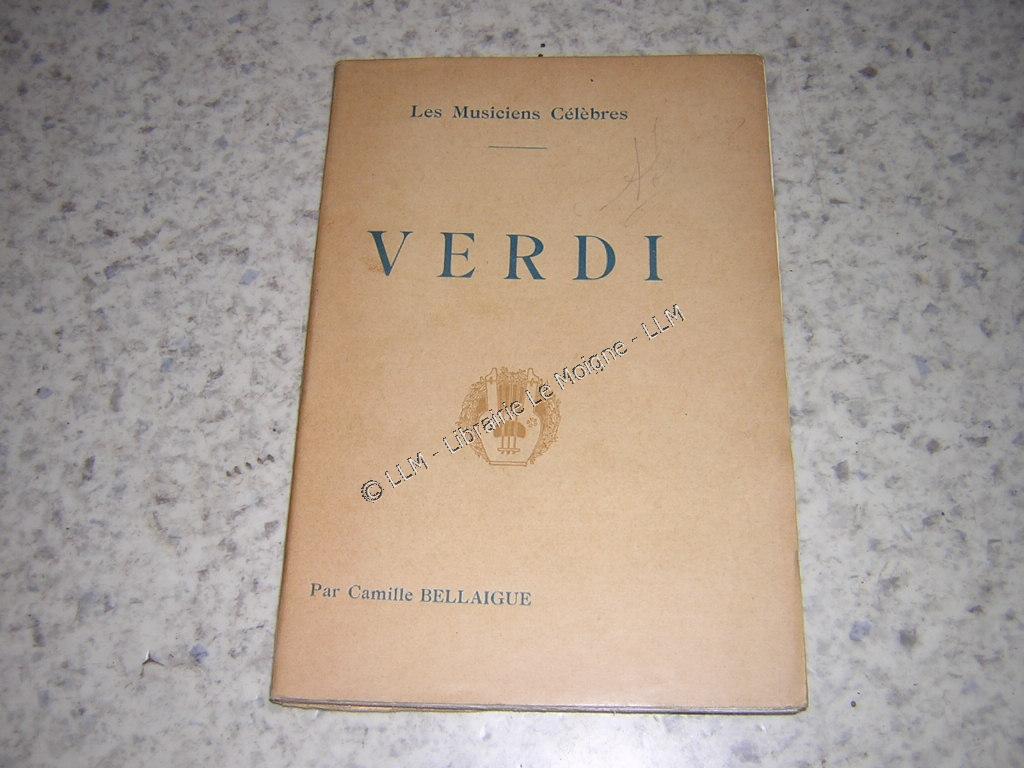 Les Musiciens Célèbres
VERDI
© LLM - Librairie Le Moigne - LLM
Par Camille BELLAIGUE